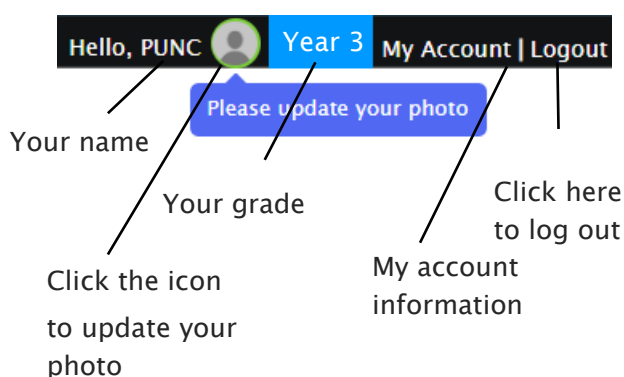 Hello, PUNC Year 3 My Account | Logout
Please update your photo
Your name
Your grade
Click here
to log out
My account
information
Click the icon
to update your
photo